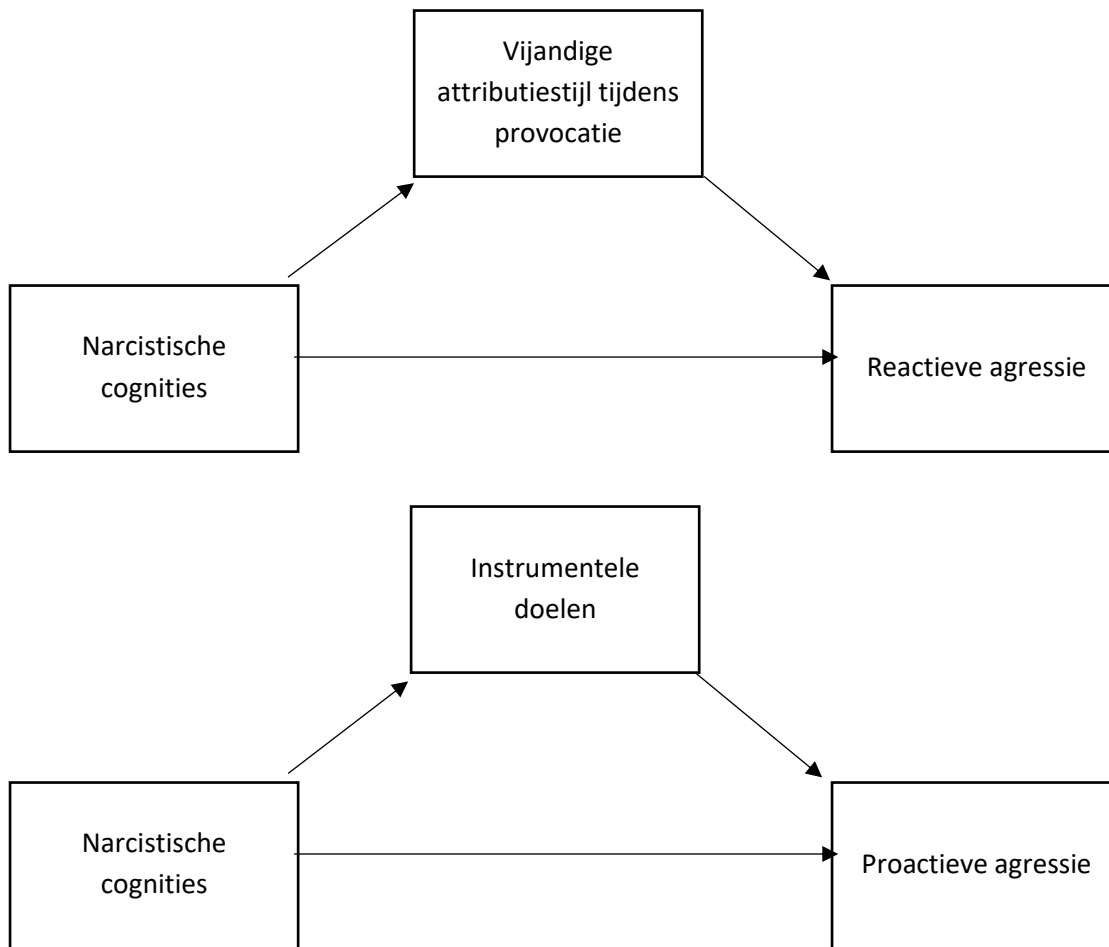 Vijandige
attributiestijl tijdens
provocatie
Narcistische
cognities
Reactieve agressie
Instrumentele
doelen
Narcistische
cognities
Proactieve agressie